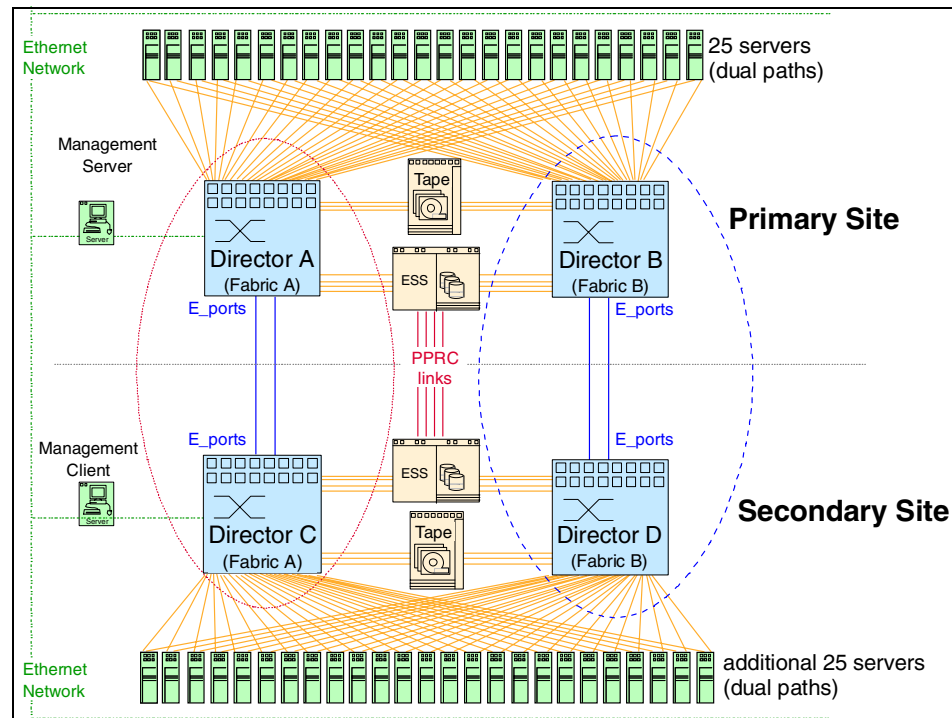 Ethernet
Network
25 servers
(dual paths)
Management
Server
Server
Tape
Director A
(Fabric A)
Director B
(Fabric B)
Primary Site
ESS
E_ports
E_ports
PPRC
links
E_ports
E_ports
Management
Client
Server
ESS
Director C
(Fabric A)
Director D
(Fabric B)
Secondary Site
Tape
Ethernet
Network
additional 25 servers
(dual paths)